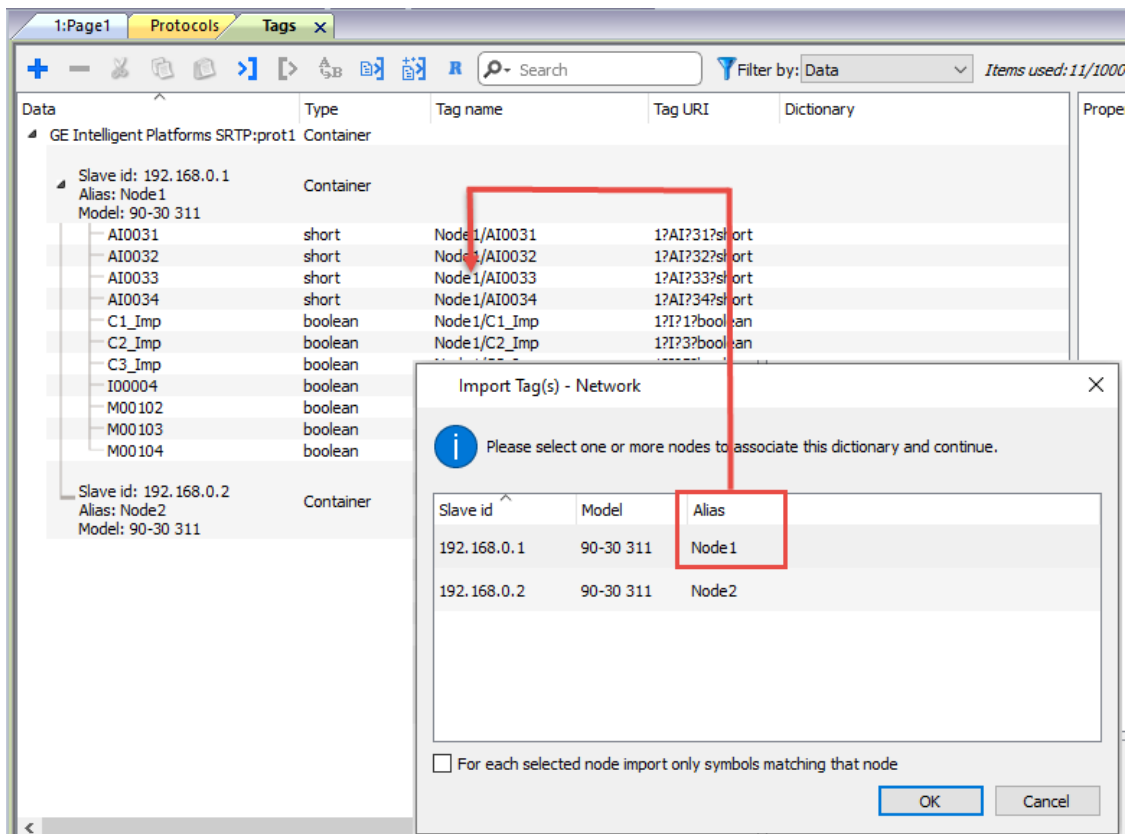 1:Page1 Protocols Tags
Search Filter by: Data Items used:11/1000
Data Type Tag name Tag URI Dictionary Prope
GE Intelligent Platforms SRTP:prot1 Container
Slave id: 192.168.0.1
Alias: Node1 Container
Model: 90-30 311
AI0031 short Node1/AI0031 1?AI?31?short
AI0032 short Node1/AI0032 1?AI?32?short
AI0033 short Node1/AI0033 1?AI?33?short
AI0034 short Node1/AI0034 1?AI?34?short
C1_Imp boolean Node1/C1_Imp 1?I?1?boolean
C2_Imp boolean Node1/C2_Imp 1?I?3?boolean
C3_Imp boolean
I00004 boolean
M00102 boolean
M00103 boolean
M00104 boolean
Slave id: 192.168.0.2
Alias: Node2 Container
Model: 90-30 311
Import Tag(s) - Network
Please select one or more nodes to associate this dictionary and continue.
Slave id Model Alias
192.168.0.1 90-30 311 Node1
192.168.0.2 90-30 311 Node2
For each selected node import only symbols matching that node
OK Cancel